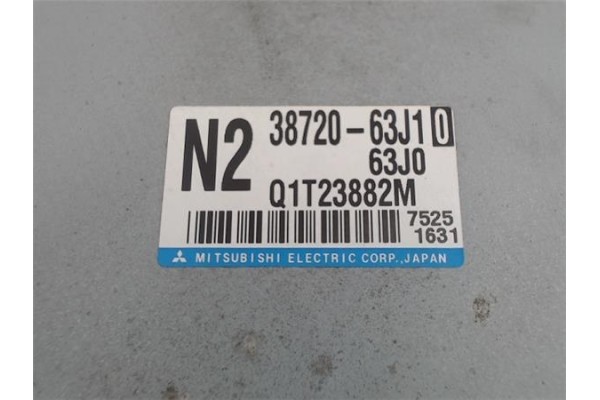 N2 38720-63J10
63J0
Q1T23882M
7525
1631
MITSUBISHI ELECTRIC CORP., JAPAN